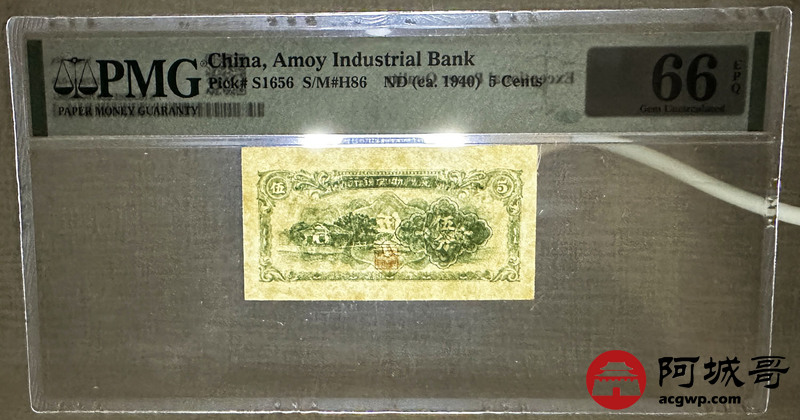 China, Amoy Industrial Bank
PMG Pick# S1656 S/M#H86 ND (ca. 1940) 5 Cents
PAPER MONEY GUARANTY
66 EPQ
Gem Uncirculated
伍 5
伍
阿城哥
acgwp.com